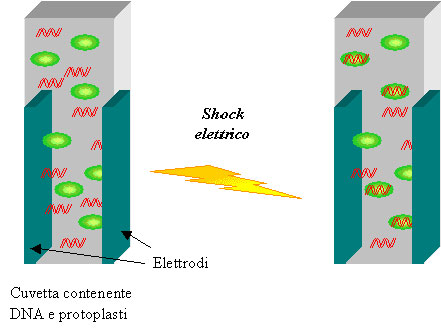 Shock
elettrico
Elettrodi
Cuvetta contenente
DNA e protoplasti